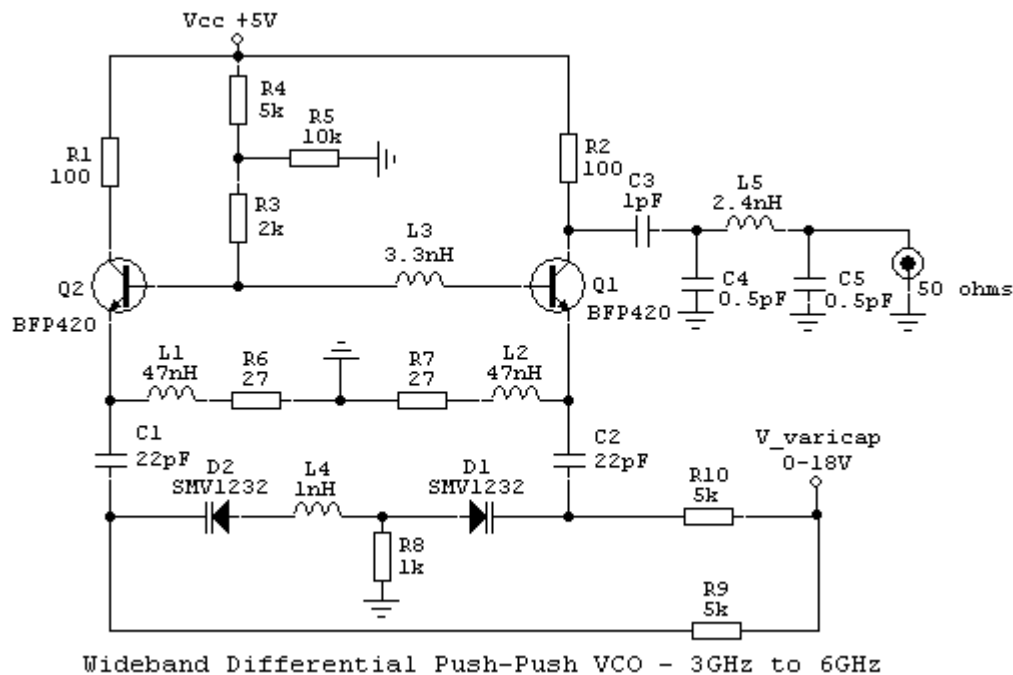 Vcc +5V
R4
5k
R5
10k
R1
100
R2
100
R3
2k
C3
1pF
L5
2.4nH
L3
3.3nH
Q2
BFP420
Q1
BFP420
C4
0.5pF
C5
0.5pF
50 ohms
L1
47nH
R6
27
R7
27
L2
47nH
C1
22pF
C2
22pF
D2
SMV1232
L4
1nH
D1
SMV1232
R10
5k
V_varicap
0-18V
R8
1k
R9
5k
Wideband Differential Push-Push VCO - 3GHz to 6GHz